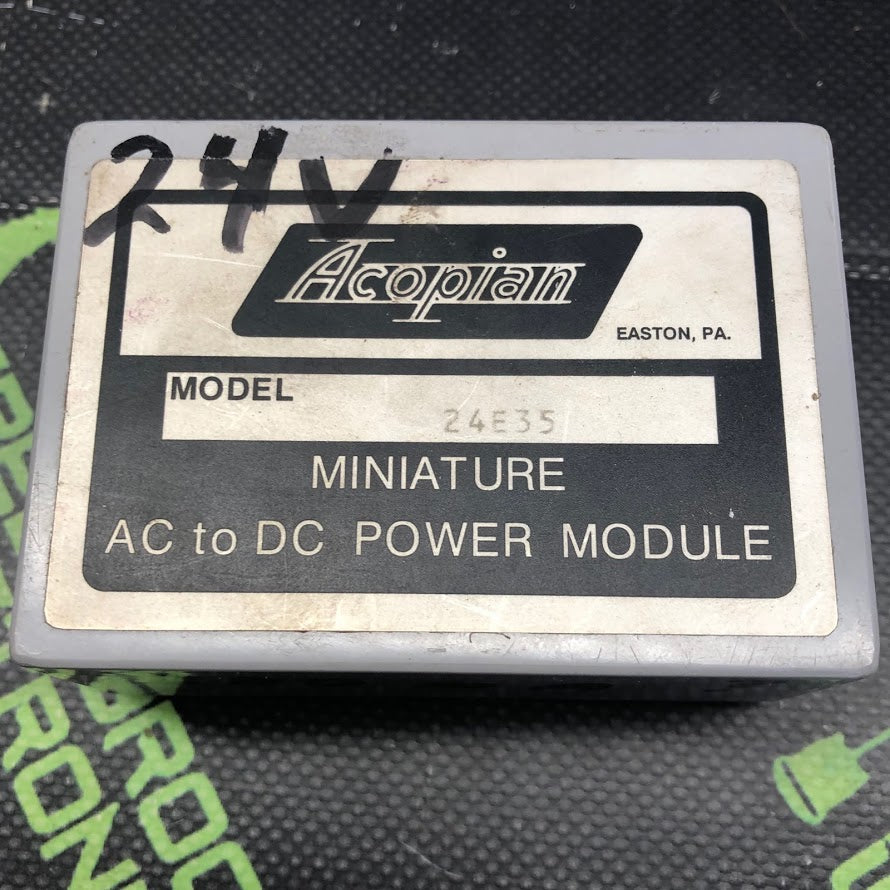 24V
Acopian
EASTON, PA.
MODEL
24E35
MINIATURE
AC to DC POWER MODULE